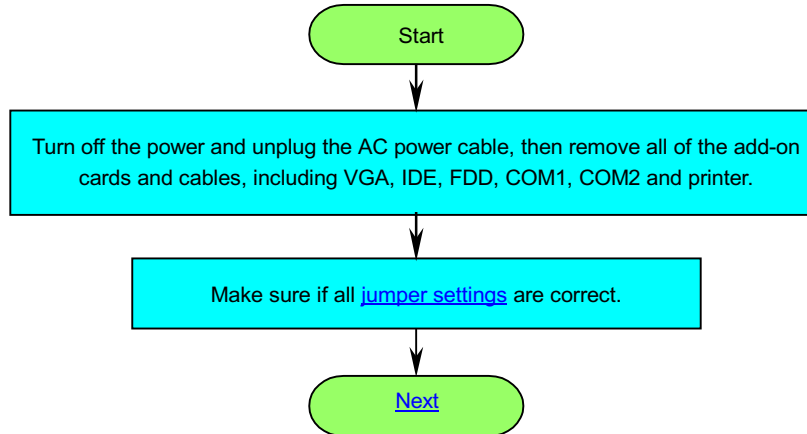 Start
Turn off the power and unplug the AC power cable, then remove all of the add-on
cards and cables, including VGA, IDE, FDD, COM1, COM2 and printer.
Make sure if all jumper settings are correct.
Next